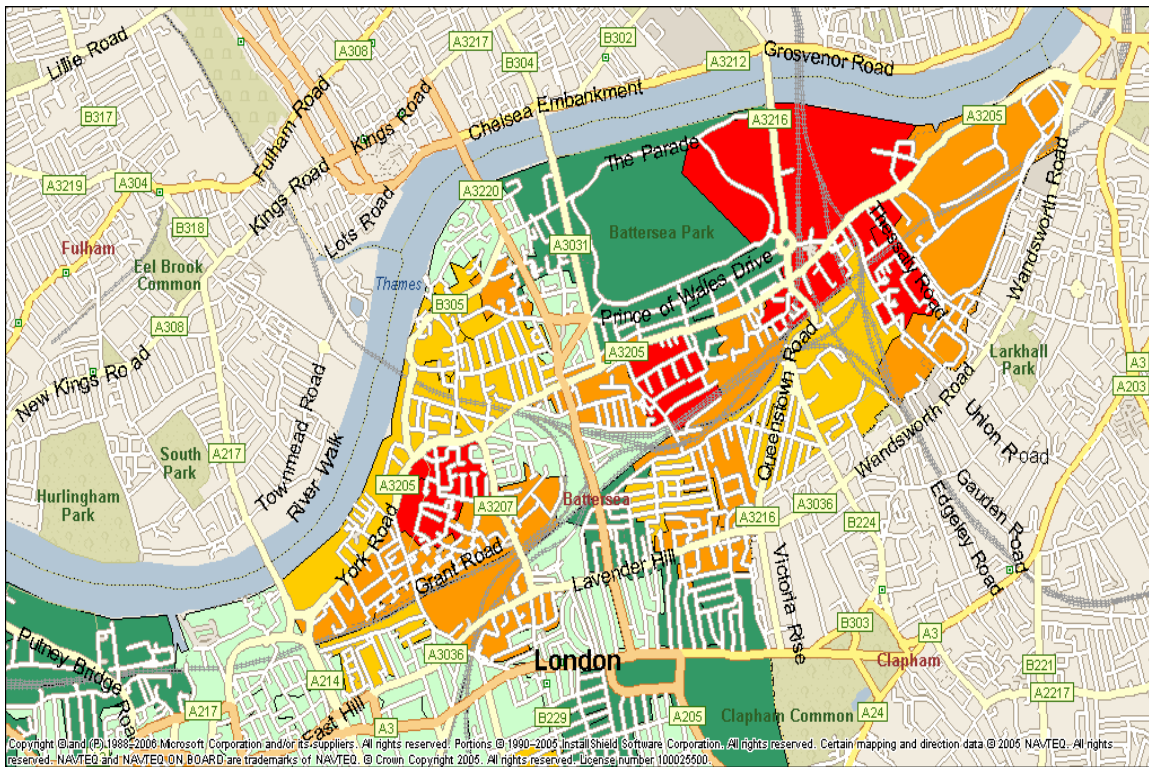 Lillie Road
A308
A3217
B302
B304
A3212
Grosvenor Road
B317
Fulham Road
Kings Road
Chelsea Embankment
A3216
A3205
The Parade
A3219
A304
A3220
Kings Road
Lots Road
B318
Fulham
Eel Brook
Common
A3031
Battersea Park
Thessaly Road
Wandsworth Road
Thames
B305
Prince of Wales Drive
A308
A3205
Larkhall
Park
A3
A203
New Kings Road
Queenstown Road
Townmead Road
River Walk
Wandsworth Road
Union Road
South
Park
A217
Hurlingham
Park
A3205
A3207
Battersea
A3216
A3036
B224
Gauden Road
Edgeley Road
York Road
Grant Road
Lavender Hill
Victoria Rise
B303
A3
Putney Bridge
Road
A3036
London
Clapham
B221
A2217
A214
A217
East Hill
A3
B229
A205
Clapham Common
A24
Copyright © and (P) 1988-2006 Microsoft Corporation and/or its suppliers. All rights reserved. Portions © 1990-2005 InstallShield Software Corporation. All rights reserved. Certain mapping and direction data © 2005 NAVTEQ. All rights
reserved. NAVTEQ and NAVTEQ ON BOARD are trademarks of NAVTEQ. © Crown Copyright 2005. All rights reserved. License number 100025500.